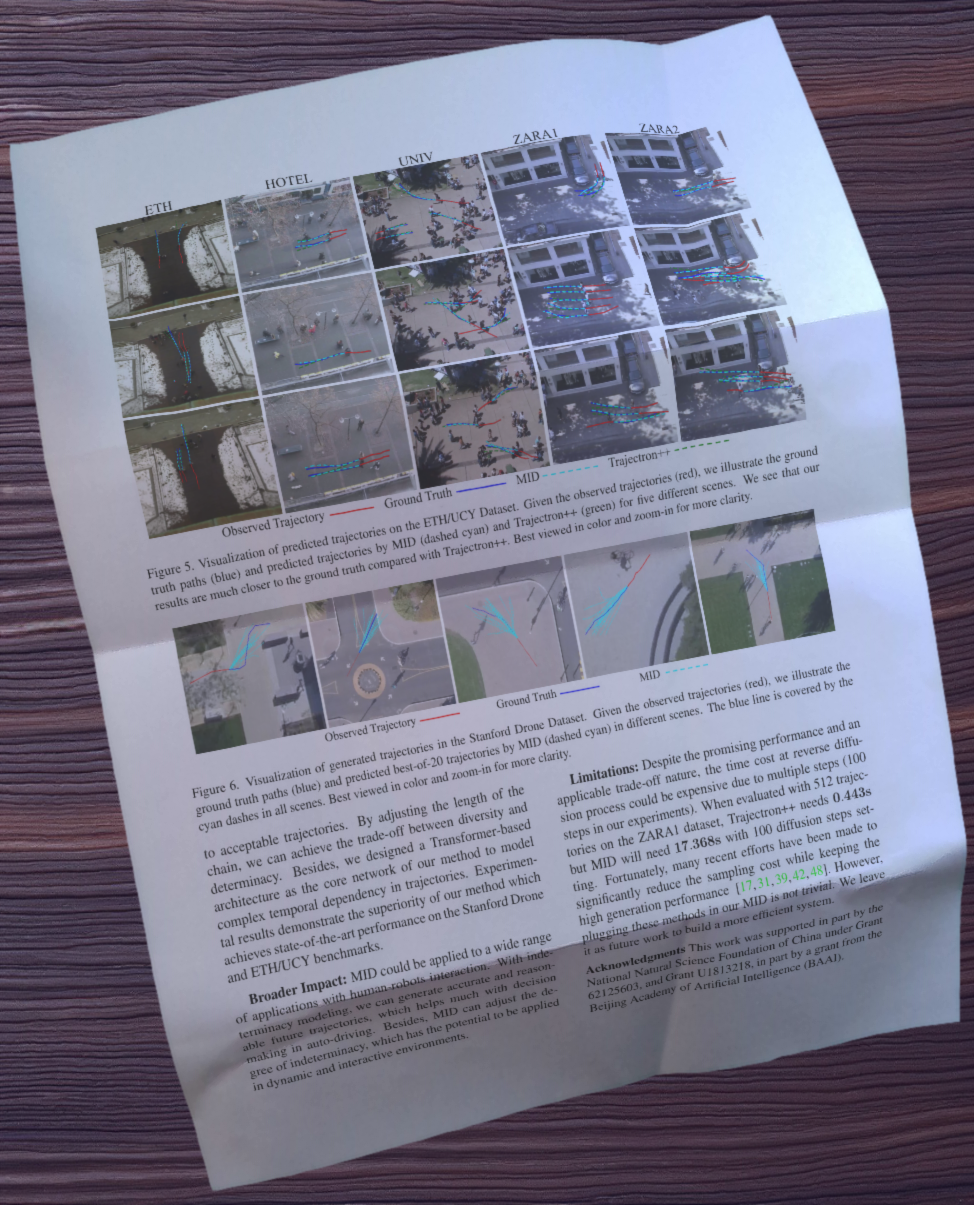 ETH HOTEL UNIV ZARA1 ZARA2
Observed Trajectory Ground Truth MID Trajectron++
Figure 5. Visualization of predicted trajectories on the ETH/UCY Dataset. Given the observed trajectories (red), we illustrate the ground
truth paths (blue) and predicted trajectories by MID (dashed cyan) and Trajectron++ (green) for five different scenes. We see that our
results are much closer to the ground truth compared with Trajectron++. Best viewed in color and zoom-in for more clarity.
Observed Trajectory Ground Truth MID
Figure 6. Visualization of generated trajectories in the Stanford Drone Dataset. Given the observed trajectories (red), we illustrate the
ground truth paths (blue) and predicted best-of-20 trajectories by MID (dashed cyan) in different scenes. The blue line is covered by the
cyan dashes in all scenes. Best viewed in color and zoom-in for more clarity.
to acceptable trajectories. By adjusting the length of the
chain, we can achieve the trade-off between diversity and
determinacy. Besides, we designed a Transformer-based
architecture as the core network of our method to model
complex temporal dependency in trajectories. Experimen-
tal results demonstrate the superiority of our method which
achieves state-of-the-art performance on the Stanford Drone
and ETH/UCY benchmarks.
Broader Impact: MID could be applied to a wide range
of applications with human-robots interaction. With inde-
terminacy modeling, we can generate accurate and reason-
able future trajectories, which helps much with decision
making in auto-driving. Besides, MID can adjust the de-
gree of indeterminacy, which has the potential to be applied
in dynamic and interactive environments.
Limitations: Despite the promising performance and an
applicable trade-off nature, the time cost at reverse diffu-
sion process could be expensive due to multiple steps (100
steps in our experiments). When evaluated with 512 trajec-
tories on the ZARA1 dataset, Trajectron++ needs 0.443s
but MID will need 17.368s with 100 diffusion steps set-
ting. Fortunately, many recent efforts have been made to
significantly reduce the sampling cost while keeping the
high generation performance [17,31,39,42,48]. However,
plugging these methods in our MID is not trivial. We leave
it as future work to build a more efficient system.
Acknowledgments This work was supported in part by the
National Natural Science Foundation of China under Grant
62125603, and Grant U1813218, in part by a grant from the
Beijing Academy of Artificial Intelligence (BAAI).